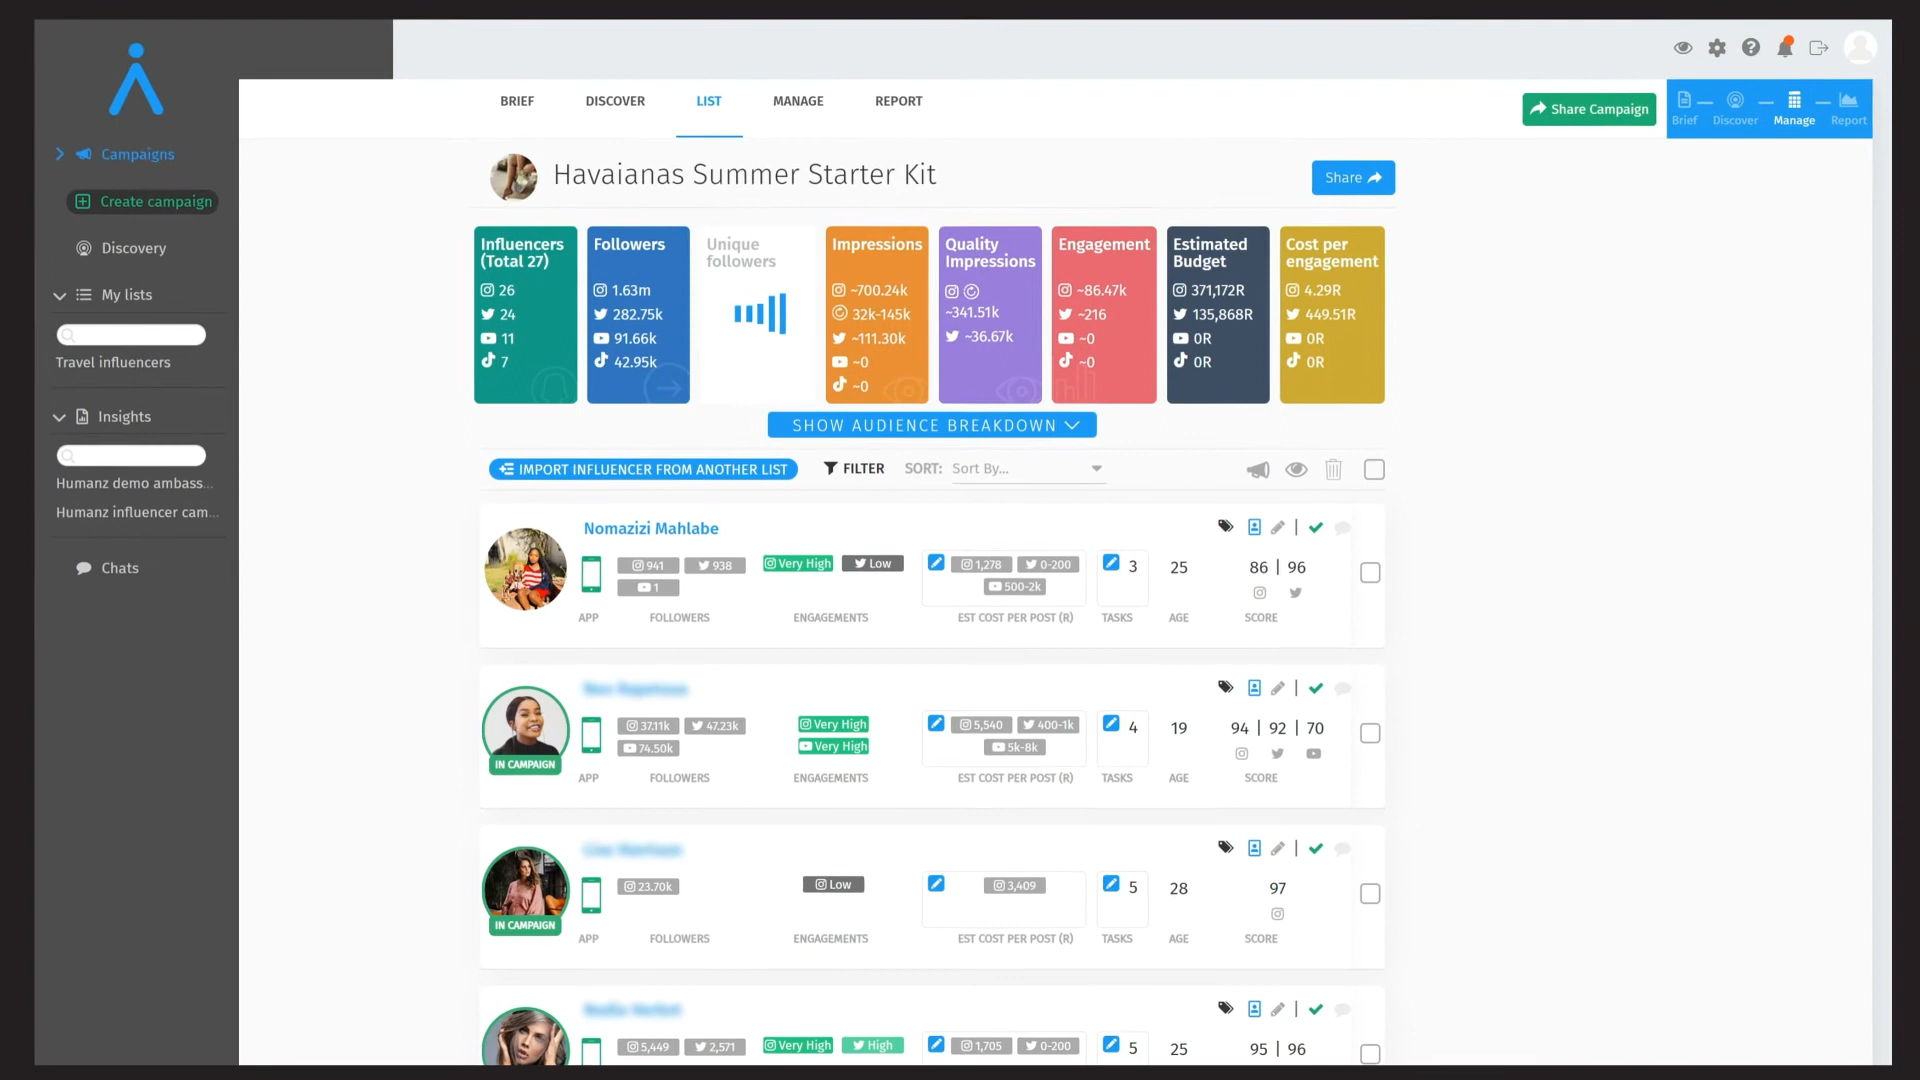 Campaigns
Create campaign
Discovery
My lists
Travel influencers
Insights
Humanz demo ambass...
Humanz influencer cam...
Chats
BRIEF DISCOVER LIST MANAGE REPORT
Share Campaign
Brief Discover Manage Report
Havaianas Summer Starter Kit
Share
Influencers
(Total 27)
26
24
11
7
Followers
1.63m
282.75k
91.66k
42.95k
Unique
followers
Impressions
~700.24k
32k-145k
~111.30k
~0
~0
Quality
Impressions
~341.51k
~36.67k
Engagement
~86.47k
~216
~0
~0
Estimated
Budget
371,172R
135,868R
0R
0R
Cost per
engagement
4.29R
449.51R
0R
0R
SHOW AUDIENCE BREAKDOWN
IMPORT INFLUENCER FROM ANOTHER LIST FILTER SORT: Sort By...
Nomazizi Mahlabe
941 938 Very High Low 1,278 0-200 3 25 86 | 96
1 500-2k
APP FOLLOWERS ENGAGEMENTS EST COST PER POST (R) TASKS AGE SCORE
37.11k 47.23k Very High 5,540 400-1k 4 19 94 | 92 | 70
74.50k Very High 5k-8k
IN CAMPAIGN
APP FOLLOWERS ENGAGEMENTS EST COST PER POST (R) TASKS AGE SCORE
23.70k Low 3,409 5 28 97
IN CAMPAIGN
APP FOLLOWERS ENGAGEMENTS EST COST PER POST (R) TASKS AGE SCORE
5,449 2,571 Very High High 1,705 0-200 5 25 95 | 96